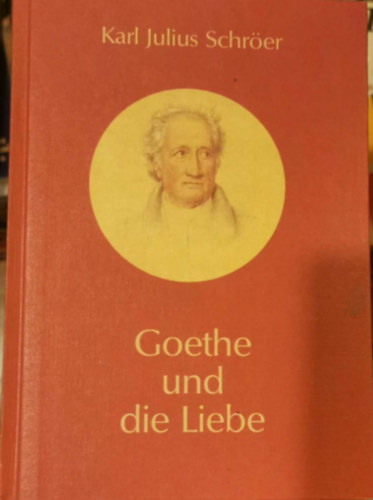 Karl Julius Schröer
Goethe
und
die Liebe